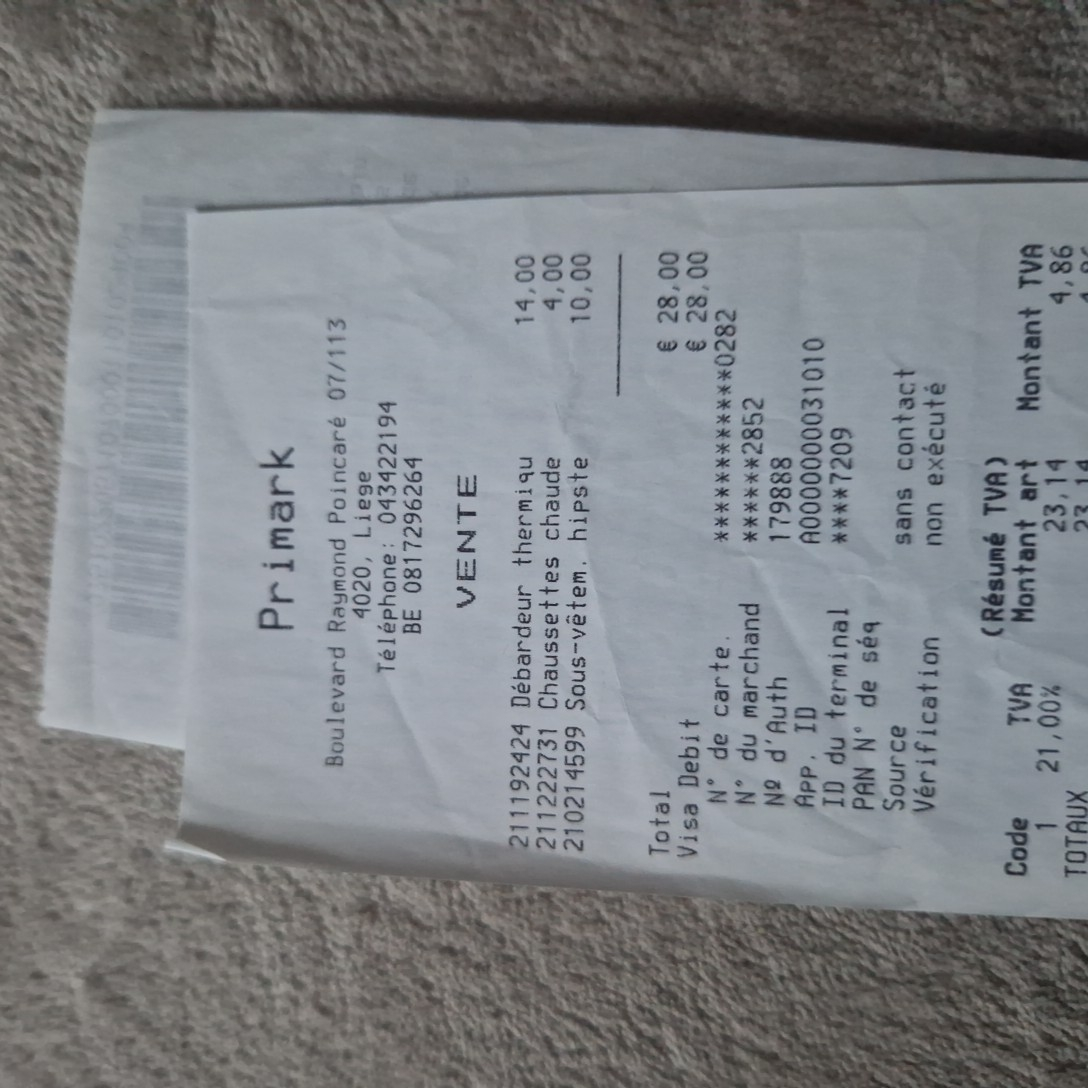 Primark
Boulevard Raymond Poincaré 07/113
4020, Liege
Téléphone: 043422194
BE 0817296264
VENTE
211192424 Débardeur thermiqu 14,00
211222731 Chaussettes chaude 4,00
210214599 Sous-vêtem. hipste 10,00
Total € 28,00
Visa Debit € 28,00
N° de carte. ************0282
N° du marchand ******2852
Nº d'Auth 179888
App. ID A0000000031010
ID du terminal ****7209
PAN N° de séq
Source sans contact
Vérification non exécuté
(Résumé TVA)
Code TVA Montant art Montant TVA
1 21,00% 23,14 4,86
TOTAUX 23,14 4,86